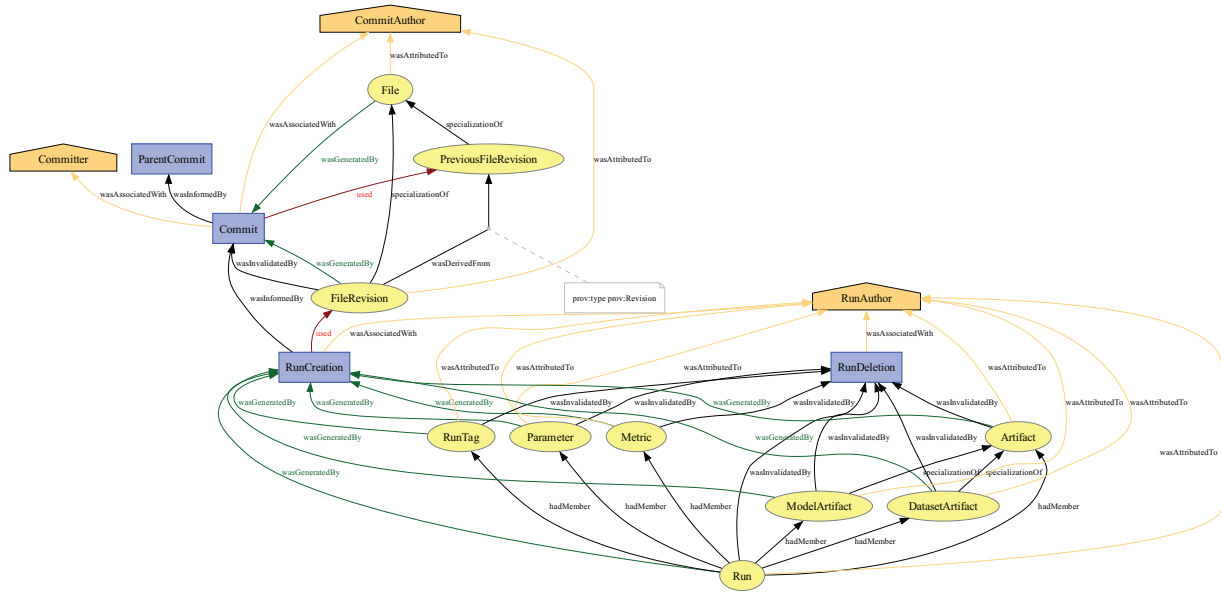 CommitAuthor
wasAttributedTo
File
wasAssociatedWith
specializationOf
Committer
ParentCommit
wasGeneratedBy
PreviousFileRevision
wasAttributedTo
wasAssociatedWith
wasInformedBy
used
specializationOf
Commit
wasInvalidatedBy
wasGeneratedBy
wasDerivedFrom
FileRevision
prov:type prov:Revision
wasInformedBy
RunAuthor
used
wasAssociatedWith
wasAssociatedWith
RunCreation
wasAttributedTo
wasAttributedTo
wasAttributedTo
RunDeletion
wasAttributedTo
wasGeneratedBy
wasGeneratedBy
wasGeneratedBy
wasInvalidatedBy
wasInvalidatedBy
wasGeneratedBy
wasInvalidatedBy
wasInvalidatedBy
wasAttributedTo
wasAttributedTo
wasGeneratedBy
RunTag
Parameter
Metric
wasGeneratedBy
wasInvalidatedBy
wasInvalidatedBy
Artifact
wasAttributedTo
wasGeneratedBy
wasInvalidatedBy
specializationOf
specializationOf
hadMember
hadMember
hadMember
ModelArtifact
DatasetArtifact
hadMember
hadMember
hadMember
Run